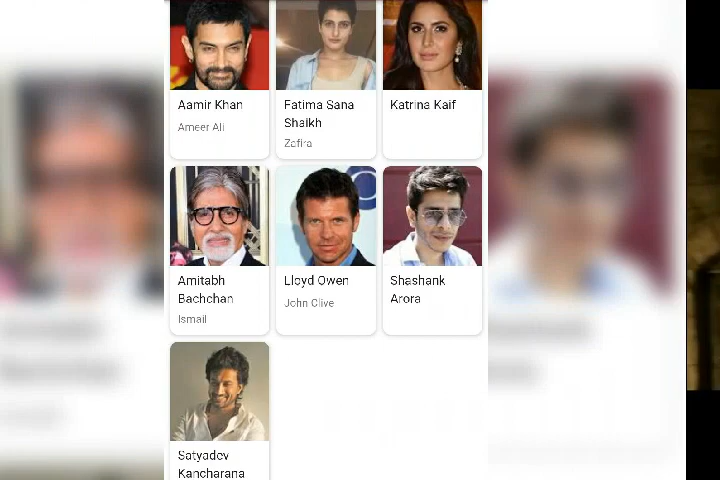 Aamir Khan
Ameer Ali
Fatima Sana
Shaikh
Zafira
Katrina Kaif
Amitabh
Bachchan
Ismail
Lloyd Owen
John Clive
Shashank
Arora
Satyadev
Kancharana